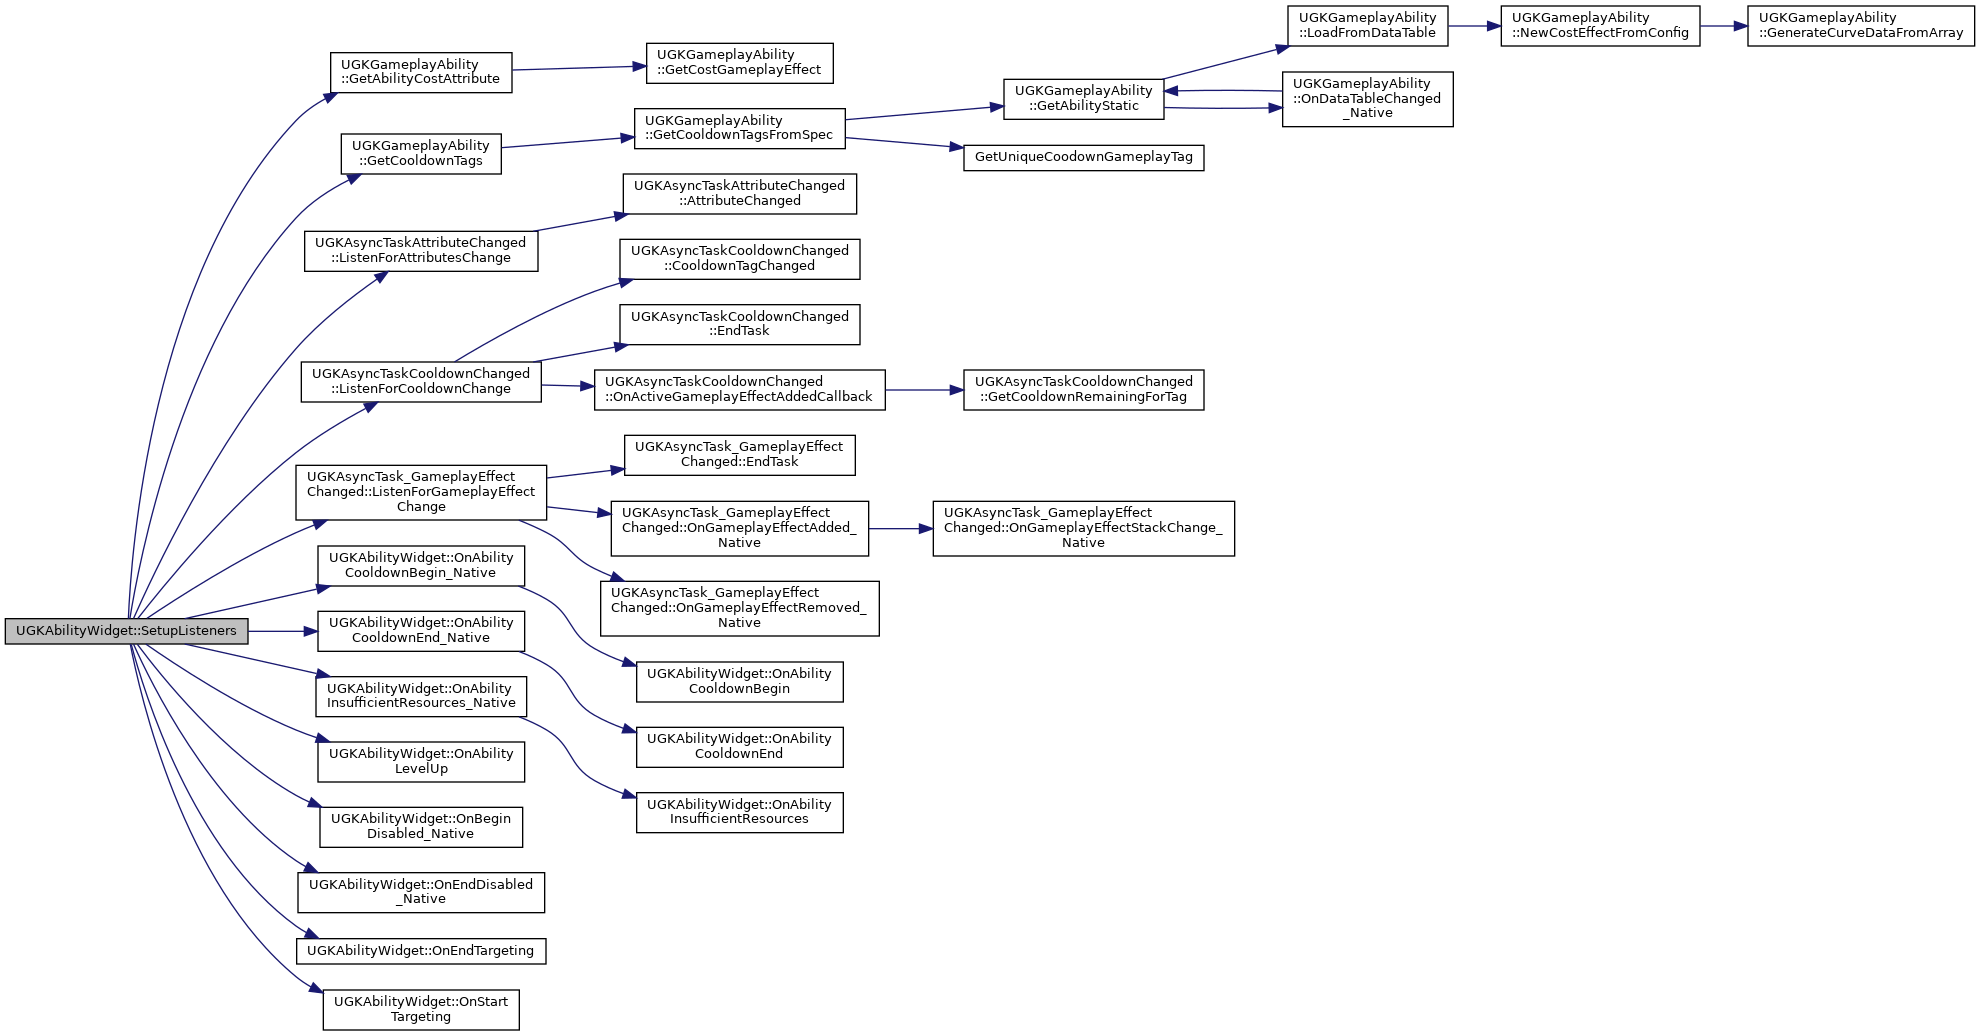 UGKAbilityWidget::SetupListeners
UGKGameplayAbility
::GetAbilityCostAttribute
UGKGameplayAbility
::GetCostGameplayEffect
UGKGameplayAbility
::GetCooldownTags
UGKGameplayAbility
::GetCooldownTagsFromSpec
UGKGameplayAbility
::GetAbilityStatic
UGKGameplayAbility
::LoadFromDataTable
UGKGameplayAbility
::NewCostEffectFromConfig
UGKGameplayAbility
::GenerateCurveDataFromArray
UGKGameplayAbility
::OnDataTableChanged
_Native
GetUniqueCoodownGameplayTag
UGKAsyncTaskAttributeChanged
::ListenForAttributesChange
UGKAsyncTaskAttributeChanged
::AttributeChanged
UGKAsyncTaskCooldownChanged
::ListenForCooldownChange
UGKAsyncTaskCooldownChanged
::CooldownTagChanged
UGKAsyncTaskCooldownChanged
::EndTask
UGKAsyncTaskCooldownChanged
::OnActiveGameplayEffectAddedCallback
UGKAsyncTaskCooldownChanged
::GetCooldownRemainingForTag
UGKAsyncTask_GameplayEffect
Changed::ListenForGameplayEffect
Change
UGKAsyncTask_GameplayEffect
Changed::EndTask
UGKAsyncTask_GameplayEffect
Changed::OnGameplayEffectAdded_
Native
UGKAsyncTask_GameplayEffect
Changed::OnGameplayEffectStackChange_
Native
UGKAsyncTask_GameplayEffect
Changed::OnGameplayEffectRemoved_
Native
UGKAbilityWidget::OnAbility
CooldownBegin_Native
UGKAbilityWidget::OnAbility
CooldownBegin
UGKAbilityWidget::OnAbility
CooldownEnd_Native
UGKAbilityWidget::OnAbility
CooldownEnd
UGKAbilityWidget::OnAbility
InsufficientResources_Native
UGKAbilityWidget::OnAbility
InsufficientResources
UGKAbilityWidget::OnAbility
LevelUp
UGKAbilityWidget::OnBegin
Disabled_Native
UGKAbilityWidget::OnEndDisabled
_Native
UGKAbilityWidget::OnEndTargeting
UGKAbilityWidget::OnStart
Targeting